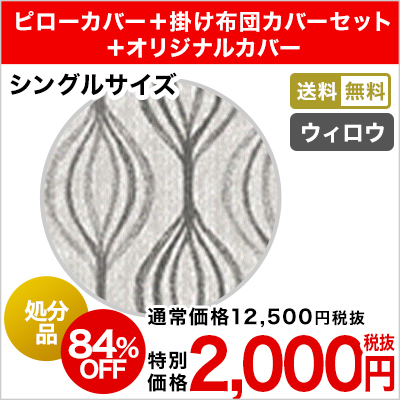 ピローカバー＋掛け布団カバーセット
＋オリジナルカバー
シングルサイズ
送料 無料
ウィロウ
処分
品
84%
OFF
通常価格12,500円税抜
特別
価格
2,000円
税抜